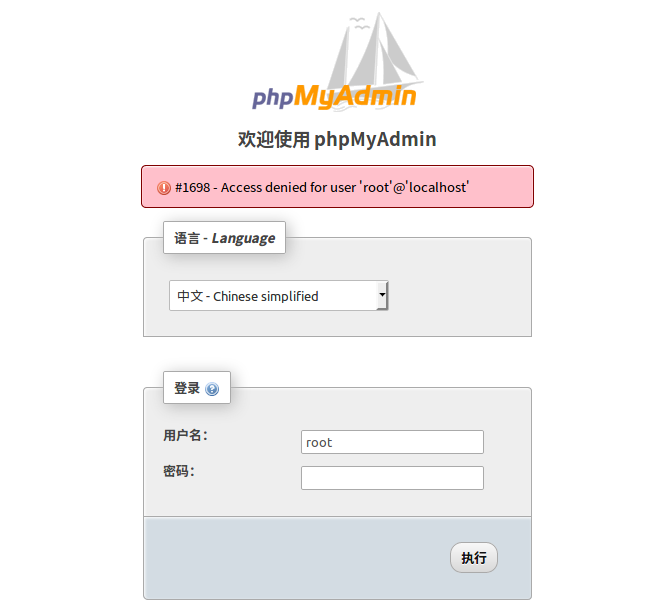 phpMyAdmin
欢迎使用 phpMyAdmin
#1698 - Access denied for user 'root'@'localhost'
语言 - Language
中文 - Chinese simplified
登录
用户名：
root
密码：
执行